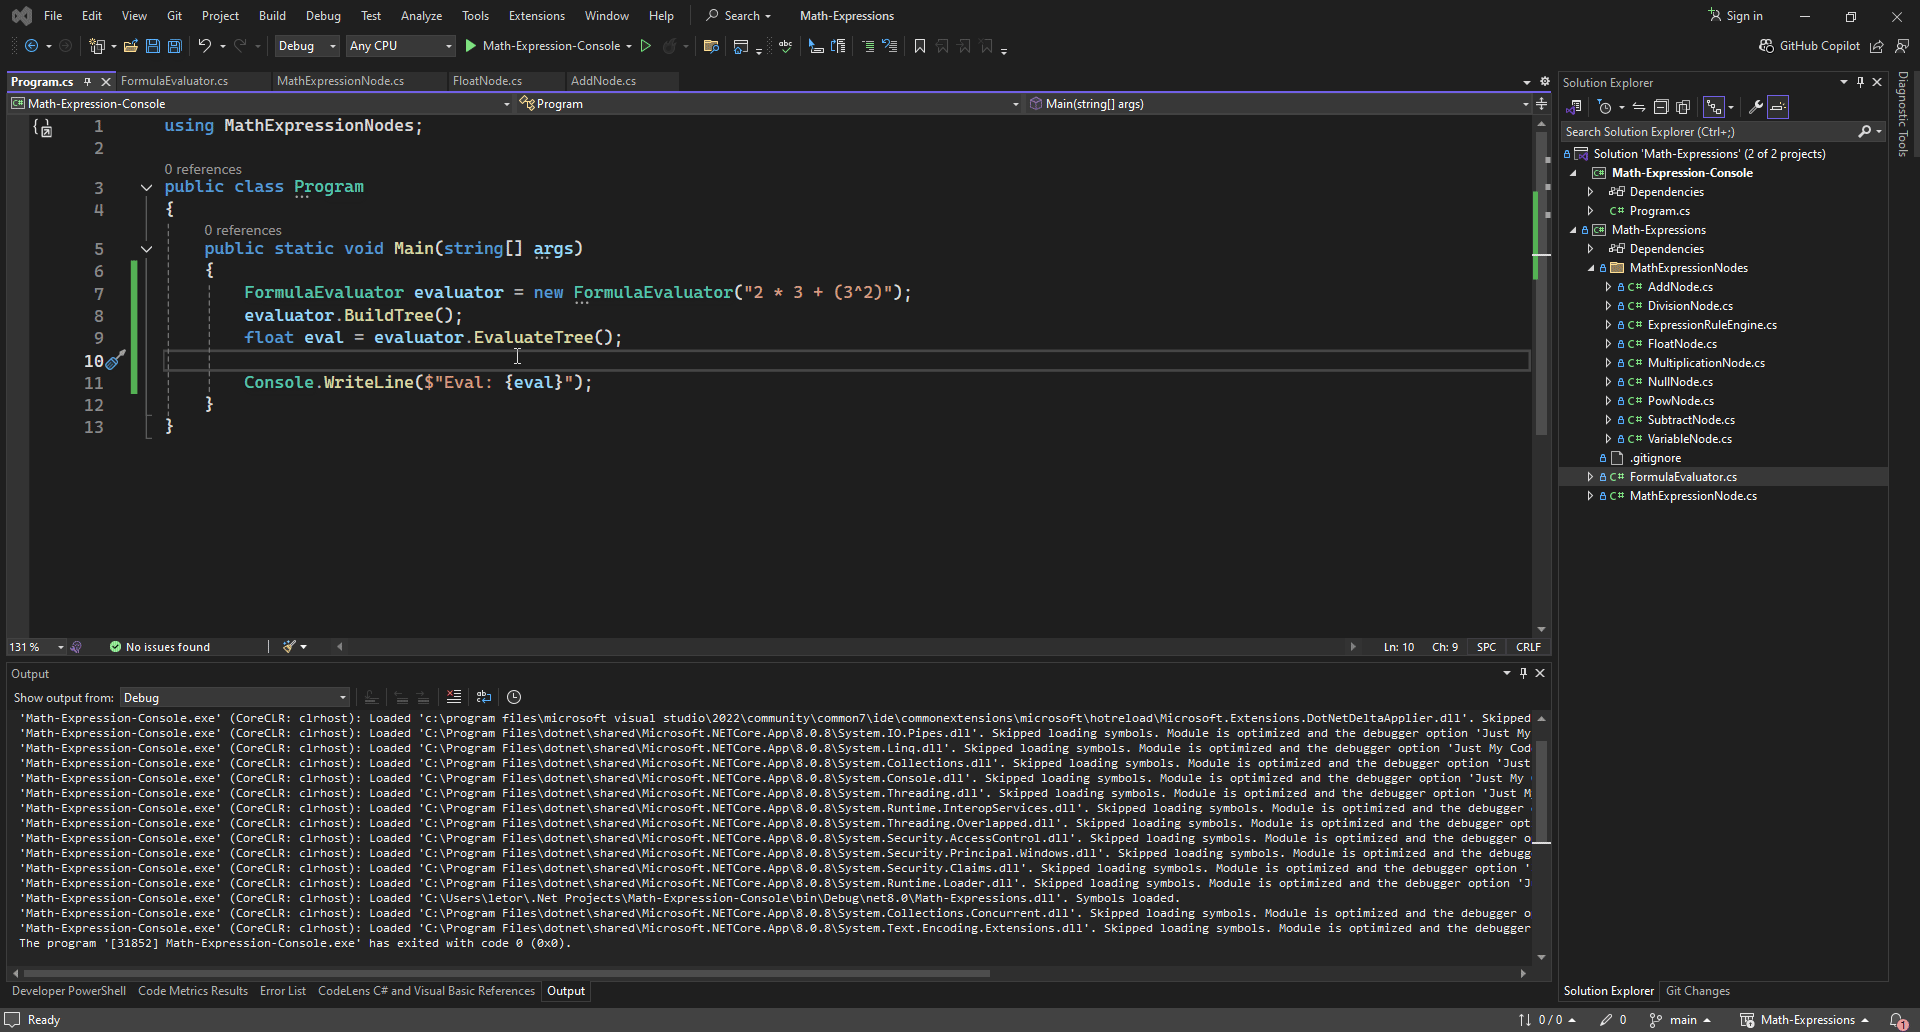 File Edit View Git Project Build Debug Test Analyze Tools Extensions Window Help Search Math-Expressions Sign in
Debug Any CPU Math-Expression-Console GitHub Copilot
Program.cs FormulaEvaluator.cs MathExpressionNode.cs FloatNode.cs AddNode.cs
C# Math-Expression-Console Program Main(string[] args)
1 using MathExpressionNodes;
2
0 references
3 public class Program
4 {
0 references
5 public static void Main(string[] args)
6 {
7 FormulaEvaluator evaluator = new FormulaEvaluator("2 * 3 + (3^2)");
8 evaluator.BuildTree();
9 float eval = evaluator.EvaluateTree();
10
11 Console.WriteLine($"Eval: {eval}");
12 }
13 }
131 % No issues found Ln: 10 Ch: 9 SPC CRLF
Output
Show output from: Debug
'Math-Expression-Console.exe' (CoreCLR: clrhost): Loaded 'c:\program files\microsoft visual studio\2022\community\common7\ide\commonextensions\microsoft\hotreload\Microsoft.Extensions.DotNetDeltaApplier.dll'. Skipped
'Math-Expression-Console.exe' (CoreCLR: clrhost): Loaded 'C:\Program Files\dotnet\shared\Microsoft.NETCore.App\8.0.8\System.IO.Pipes.dll'. Skipped loading symbols. Module is optimized and the debugger option 'Just My
'Math-Expression-Console.exe' (CoreCLR: clrhost): Loaded 'C:\Program Files\dotnet\shared\Microsoft.NETCore.App\8.0.8\System.Linq.dll'. Skipped loading symbols. Module is optimized and the debugger option 'Just My Cod
'Math-Expression-Console.exe' (CoreCLR: clrhost): Loaded 'C:\Program Files\dotnet\shared\Microsoft.NETCore.App\8.0.8\System.Collections.dll'. Skipped loading symbols. Module is optimized and the debugger option 'Just
'Math-Expression-Console.exe' (CoreCLR: clrhost): Loaded 'C:\Program Files\dotnet\shared\Microsoft.NETCore.App\8.0.8\System.Console.dll'. Skipped loading symbols. Module is optimized and the debugger option 'Just My
'Math-Expression-Console.exe' (CoreCLR: clrhost): Loaded 'C:\Program Files\dotnet\shared\Microsoft.NETCore.App\8.0.8\System.Threading.dll'. Skipped loading symbols. Module is optimized and the debugger option 'Just M
'Math-Expression-Console.exe' (CoreCLR: clrhost): Loaded 'C:\Program Files\dotnet\shared\Microsoft.NETCore.App\8.0.8\System.Runtime.InteropServices.dll'. Skipped loading symbols. Module is optimized and the debugger
'Math-Expression-Console.exe' (CoreCLR: clrhost): Loaded 'C:\Program Files\dotnet\shared\Microsoft.NETCore.App\8.0.8\System.Threading.Overlapped.dll'. Skipped loading symbols. Module is optimized and the debugger opt
'Math-Expression-Console.exe' (CoreCLR: clrhost): Loaded 'C:\Program Files\dotnet\shared\Microsoft.NETCore.App\8.0.8\System.Security.AccessControl.dll'. Skipped loading symbols. Module is optimized and the debugger o
'Math-Expression-Console.exe' (CoreCLR: clrhost): Loaded 'C:\Program Files\dotnet\shared\Microsoft.NETCore.App\8.0.8\System.Security.Principal.Windows.dll'. Skipped loading symbols. Module is optimized and the debugg
'Math-Expression-Console.exe' (CoreCLR: clrhost): Loaded 'C:\Program Files\dotnet\shared\Microsoft.NETCore.App\8.0.8\System.Security.Claims.dll'. Skipped loading symbols. Module is optimized and the debugger option '
'Math-Expression-Console.exe' (CoreCLR: clrhost): Loaded 'C:\Program Files\dotnet\shared\Microsoft.NETCore.App\8.0.8\System.Runtime.Loader.dll'. Skipped loading symbols. Module is optimized and the debugger option 'J
'Math-Expression-Console.exe' (CoreCLR: clrhost): Loaded 'C:\Users\letor\.Net Projects\Math-Expression-Console\bin\Debug\net8.0\Math-Expressions.dll'. Symbols loaded.
'Math-Expression-Console.exe' (CoreCLR: clrhost): Loaded 'C:\Program Files\dotnet\shared\Microsoft.NETCore.App\8.0.8\System.Collections.Concurrent.dll'. Skipped loading symbols. Module is optimized and the debugger o
'Math-Expression-Console.exe' (CoreCLR: clrhost): Loaded 'C:\Program Files\dotnet\shared\Microsoft.NETCore.App\8.0.8\System.Text.Encoding.Extensions.dll'. Skipped loading symbols. Module is optimized and the debugger
The program '[31852] Math-Expression-Console.exe' has exited with code 0 (0x0).
Developer PowerShell Code Metrics Results Error List CodeLens C# and Visual Basic References Output
Solution Explorer
Search Solution Explorer (Ctrl+;)
Solution 'Math-Expressions' (2 of 2 projects)
C# Math-Expression-Console
Dependencies
C# Program.cs
C# Math-Expressions
Dependencies
MathExpressionNodes
C# AddNode.cs
C# DivisionNode.cs
C# ExpressionRuleEngine.cs
C# FloatNode.cs
C# MultiplicationNode.cs
C# NullNode.cs
C# PowNode.cs
C# SubtractNode.cs
C# VariableNode.cs
.gitignore
C# FormulaEvaluator.cs
C# MathExpressionNode.cs
Solution Explorer Git Changes
Diagnostic Tools
Ready 0 / 0 0 main Math-Expressions 1